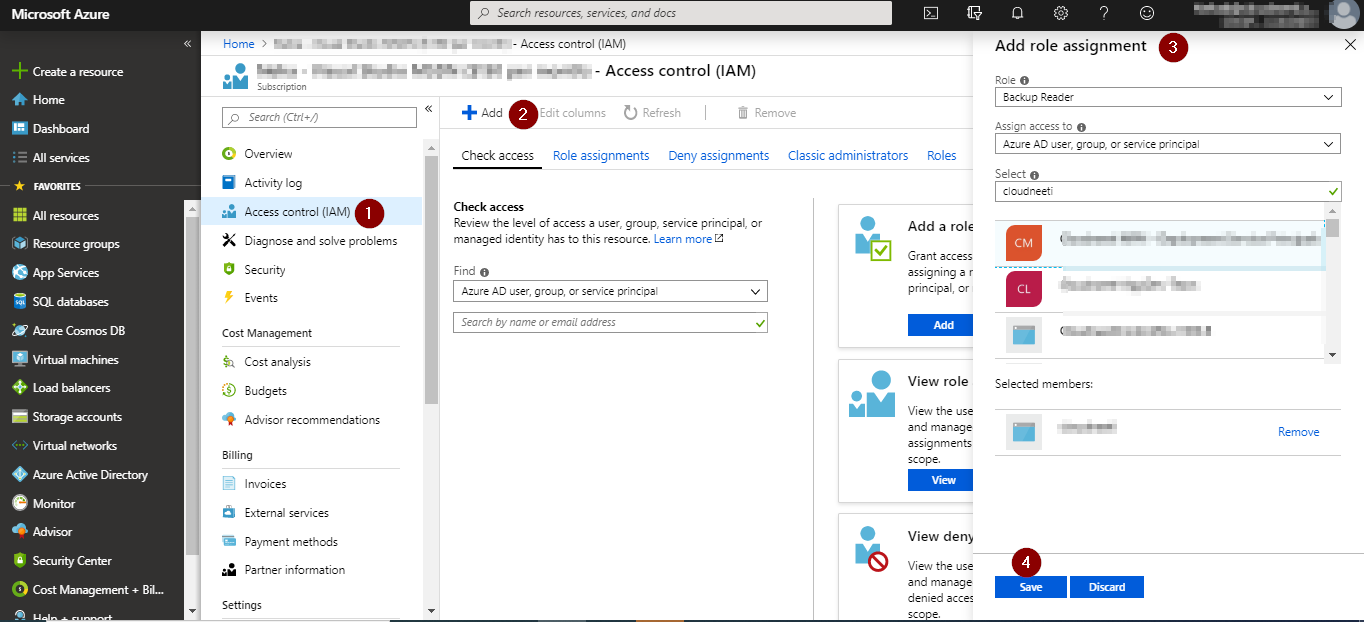 Microsoft Azure
Search resources, services, and docs
Create a resource
Home
Dashboard
All services
FAVORITES
All resources
Resource groups
App Services
SQL databases
Azure Cosmos DB
Virtual machines
Load balancers
Storage accounts
Virtual networks
Azure Active Directory
Monitor
Advisor
Security Center
Cost Management + Bil...
Help + support
Home > - Access control (IAM)
- Access control (IAM)
Subscription
Search (Ctrl+/)
Overview
Activity log
Access control (IAM) 1
Diagnose and solve problems
Security
Events
Cost Management
Cost analysis
Budgets
Advisor recommendations
Billing
Invoices
External services
Payment methods
Partner information
Settings
Add 2 Edit columns Refresh Remove
Check access Role assignments Deny assignments Classic administrators Roles
Check access
Review the level of access a user, group, service principal, or
managed identity has to this resource. Learn more
Find
Azure AD user, group, or service principal
Search by name or email address
Add a role
Grant access
assigning a r
principal, or
Add
View role
View the use
and manage
assignments
scope.
View
View deny
View the use
and manage
denied acces
scope.
Add role assignment 3
Role
Backup Reader
Assign access to
Azure AD user, group, or service principal
Select
cloudneeti
CM
CL
Selected members:
Remove
4
Save Discard